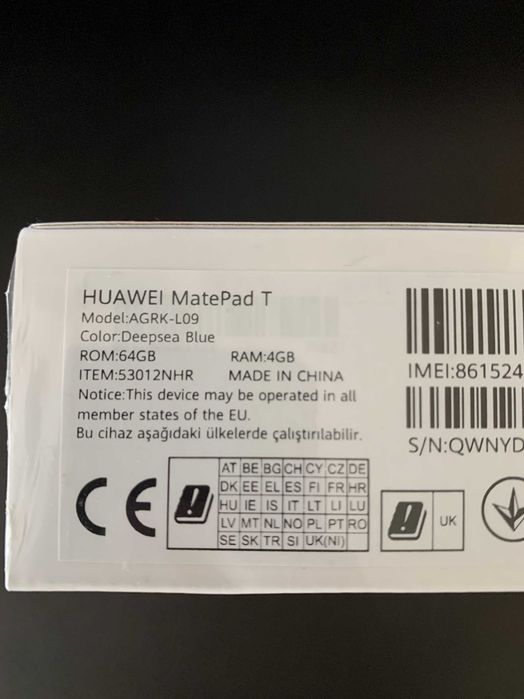 HUAWEI MatePad T
Model:AGRK-L09
Color:Deepsea Blue
ROM:64GB RAM:4GB
ITEM:53012NHR MADE IN CHINA
Notice:This device may be operated in all
member states of the EU.
Bu cihaz aşağıdaki ülkelerde çalıştırılabilir.
IMEI:861524
S/N:QWNYD
CE
AT BE BG CH CY CZ DE
DK EE EL ES FI FR HR
HU IE IS IT LT LI LU
LV MT NL NO PL PT RO
SE SK TR SI UK(NI)
UK